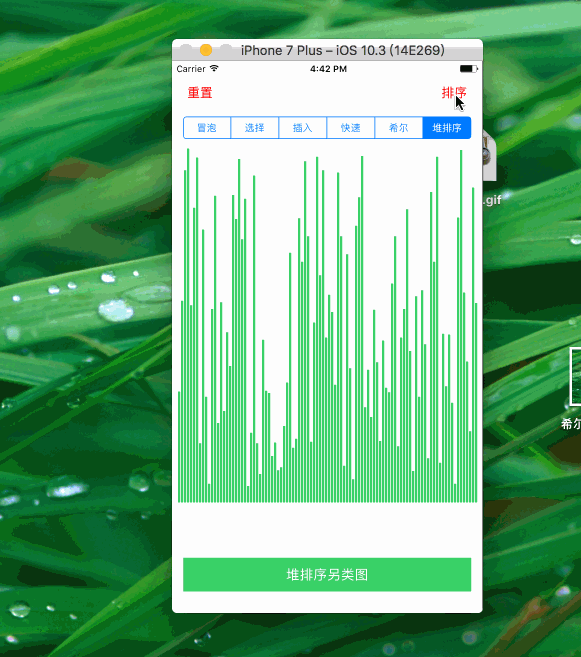 iPhone 7 Plus – iOS 10.3 (14E269)
Carrier 4:42 PM
重置 排序
冒泡 选择 插入 快速 希尔 堆排序
.gif
希尔
堆排序另类图